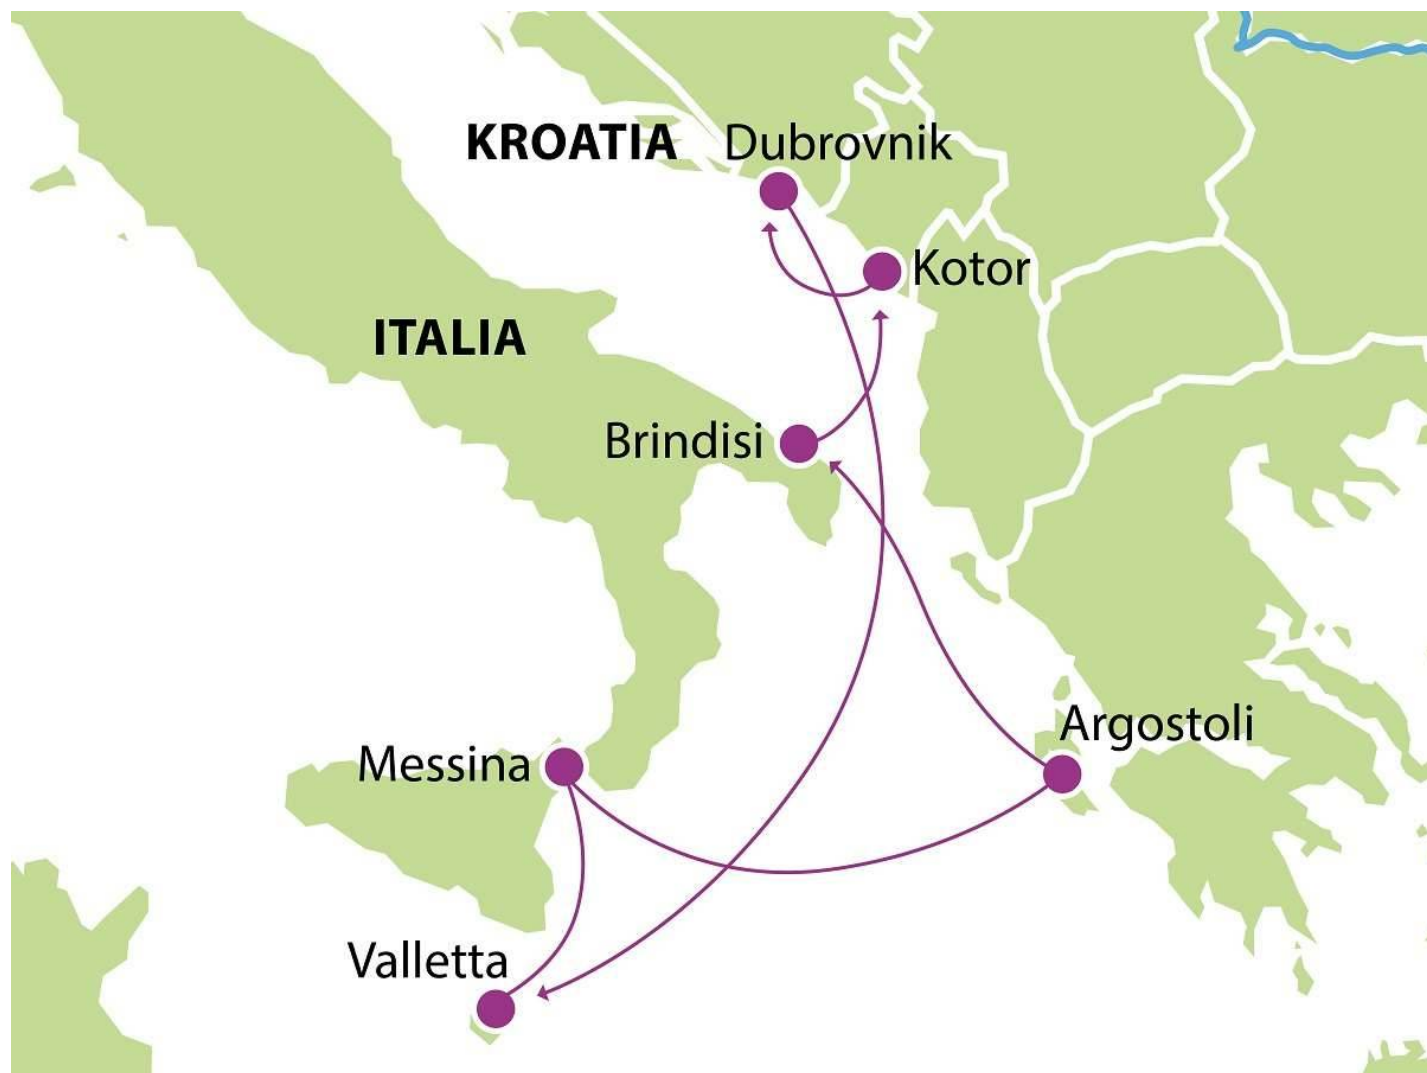 KROATIA
Dubrovnik
Kotor
ITALIA
Brindisi
Argostoli
Messina
Valletta